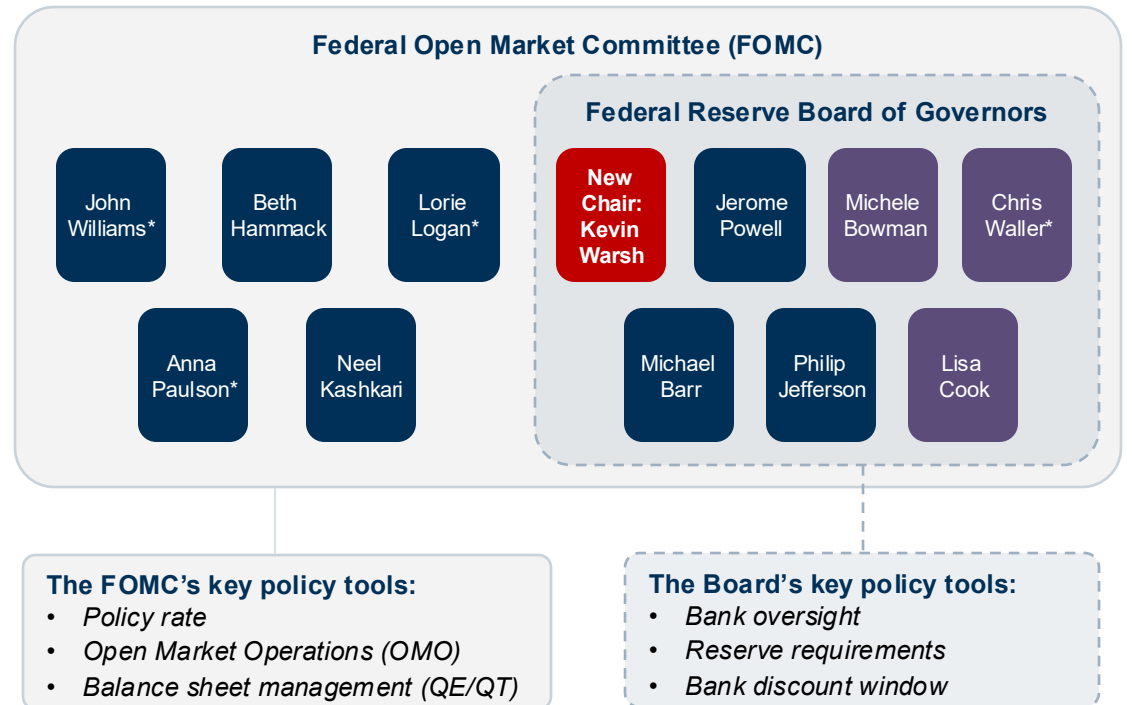 Federal Open Market Committee (FOMC)
Federal Reserve Board of Governors
John
Williams*
Beth
Hammack
Lorie
Logan*
New
Chair:
Kevin
Warsh
Jerome
Powell
Michele
Bowman
Chris
Waller*
Anna
Paulson*
Neel
Kashkari
Michael
Barr
Philip
Jefferson
Lisa
Cook
The FOMC's key policy tools:
• Policy rate
• Open Market Operations (OMO)
• Balance sheet management (QE/QT)
The Board's key policy tools:
• Bank oversight
• Reserve requirements
• Bank discount window